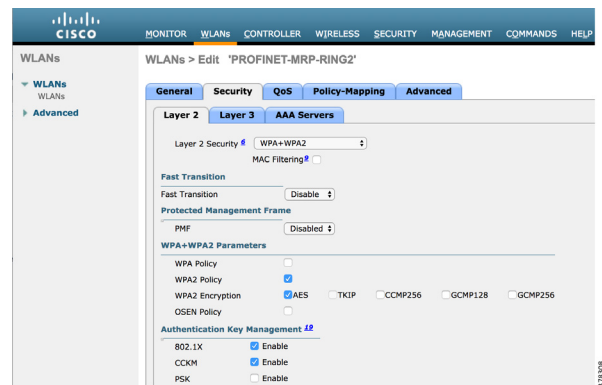 CISCO
MONITOR WLANs CONTROLLER WIRELESS SECURITY MANAGEMENT COMMANDS HELP
WLANs
WLANs > Edit 'PROFINET-MRP-RING2'
WLANs
WLANs
Advanced
General Security QoS Policy-Mapping Advanced
Layer 2 Layer 3 AAA Servers
Layer 2 Security 6 WPA+WPA2
MAC Filtering 9
Fast Transition
Fast Transition Disable
Protected Management Frame
PMF Disabled
WPA+WPA2 Parameters
WPA Policy
WPA2 Policy
WPA2 Encryption AES TKIP CCMP256 GCMP128 GCMP256
OSEN Policy
Authentication Key Management 19
802.1X Enable
CCKM Enable
PSK Enable